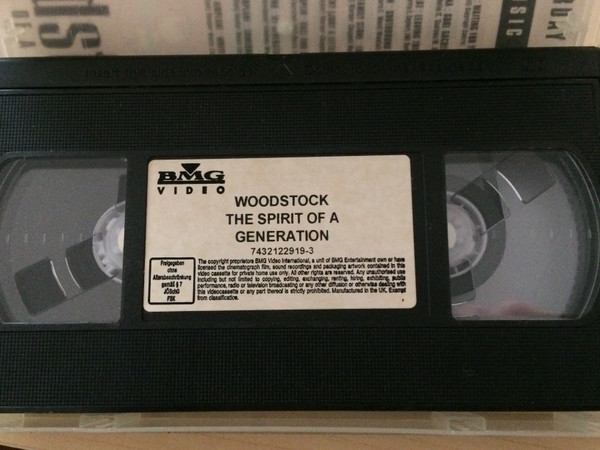 BMG
VIDEO
WOODSTOCK
THE SPIRIT OF A
GENERATION
7432122919-3
Freigegeben
ohne
Altersbeschränkung
gemäß § 7
JÖSchG
FSK
The copyright proprietors BMG Video International, a unit of BMG Entertainment own or have
licensed the cinematograph film, sound recordings and packaging artwork contained in this
video cassette for private home use only. All other rights are reserved. Any unauthorised use
including but not limited to copying, editing, exchanging, renting, hiring, exhibiting, public
performance, radio or television broadcasting or any other diffusion or otherwise dealing with
this videocassette or any part thereof is strictly prohibited. Manufactured in the UK. Exempt
from classification.